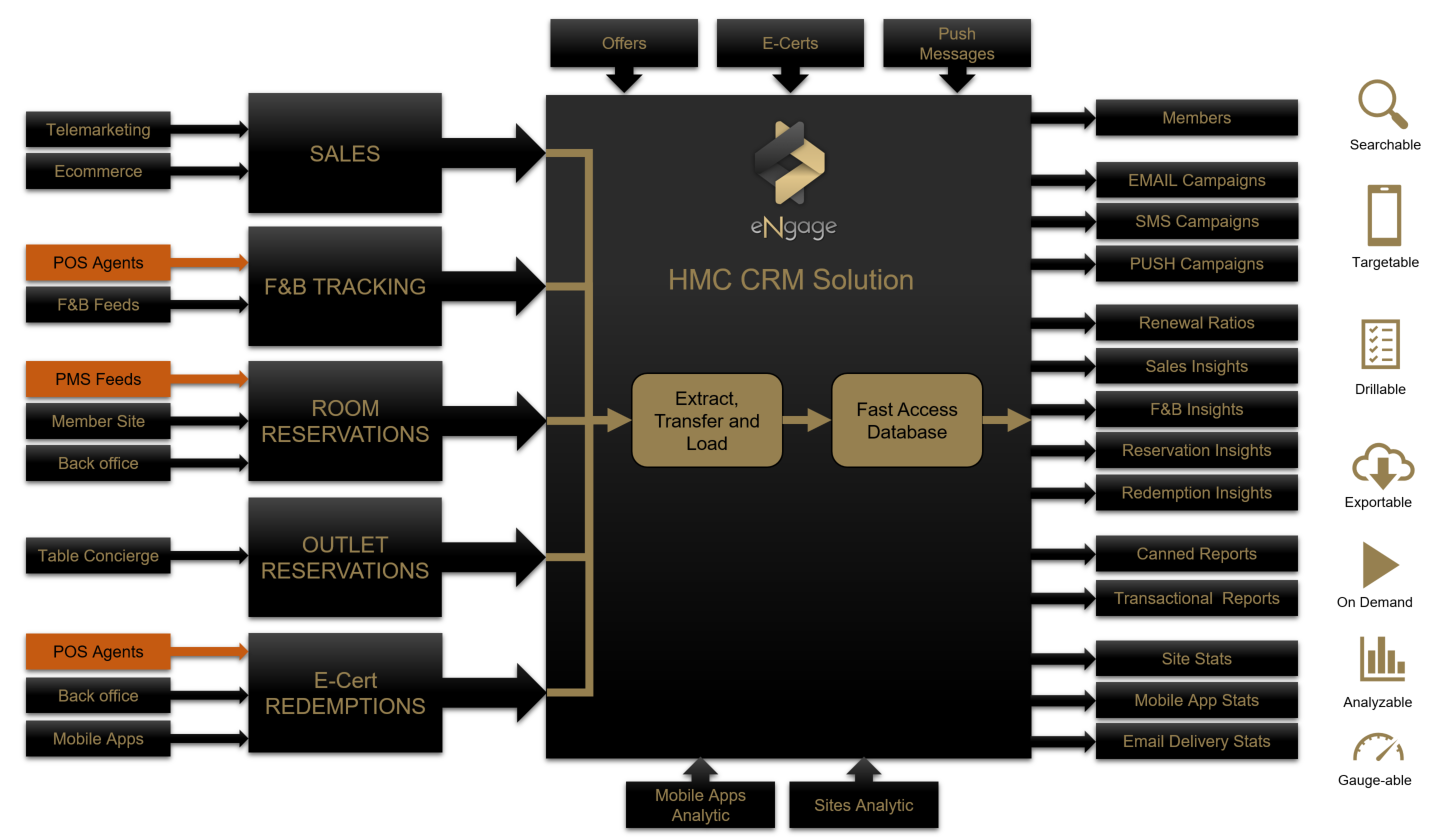 Offers
E-Certs
Push
Messages
Telemarketing
Ecommerce
SALES
POS Agents
F&B Feeds
F&B TRACKING
PMS Feeds
Member Site
Back office
ROOM
RESERVATIONS
Table Concierge
OUTLET
RESERVATIONS
POS Agents
Back office
Mobile Apps
E-Cert
REDEMPTIONS
eNgage
HMC CRM Solution
Extract,
Transfer and
Load
Fast Access
Database
Mobile Apps
Analytic
Sites Analytic
Members
EMAIL Campaigns
SMS Campaigns
PUSH Campaigns
Renewal Ratios
Sales Insights
F&B Insights
Reservation Insights
Redemption Insights
Canned Reports
Transactional Reports
Site Stats
Mobile App Stats
Email Delivery Stats
Searchable
Targetable
Drillable
Exportable
On Demand
Analyzable
Gauge-able